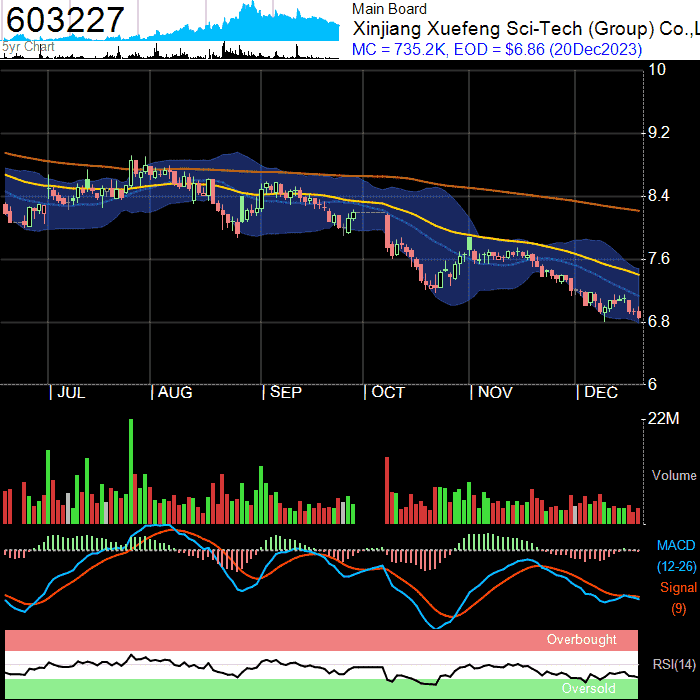 603227
5yr Chart
Main Board
Xinjiang Xuefeng Sci-Tech (Group) Co.,L
MC = 735.2K, EOD = $6.86 (20Dec2023)
10
9.2
8.4
7.6
6.8
6
| JUL | AUG | SEP | OCT | NOV | DEC
22M
Volume
MACD
(12-26)
Signal
(9)
Overbought
RSI(14)
Oversold